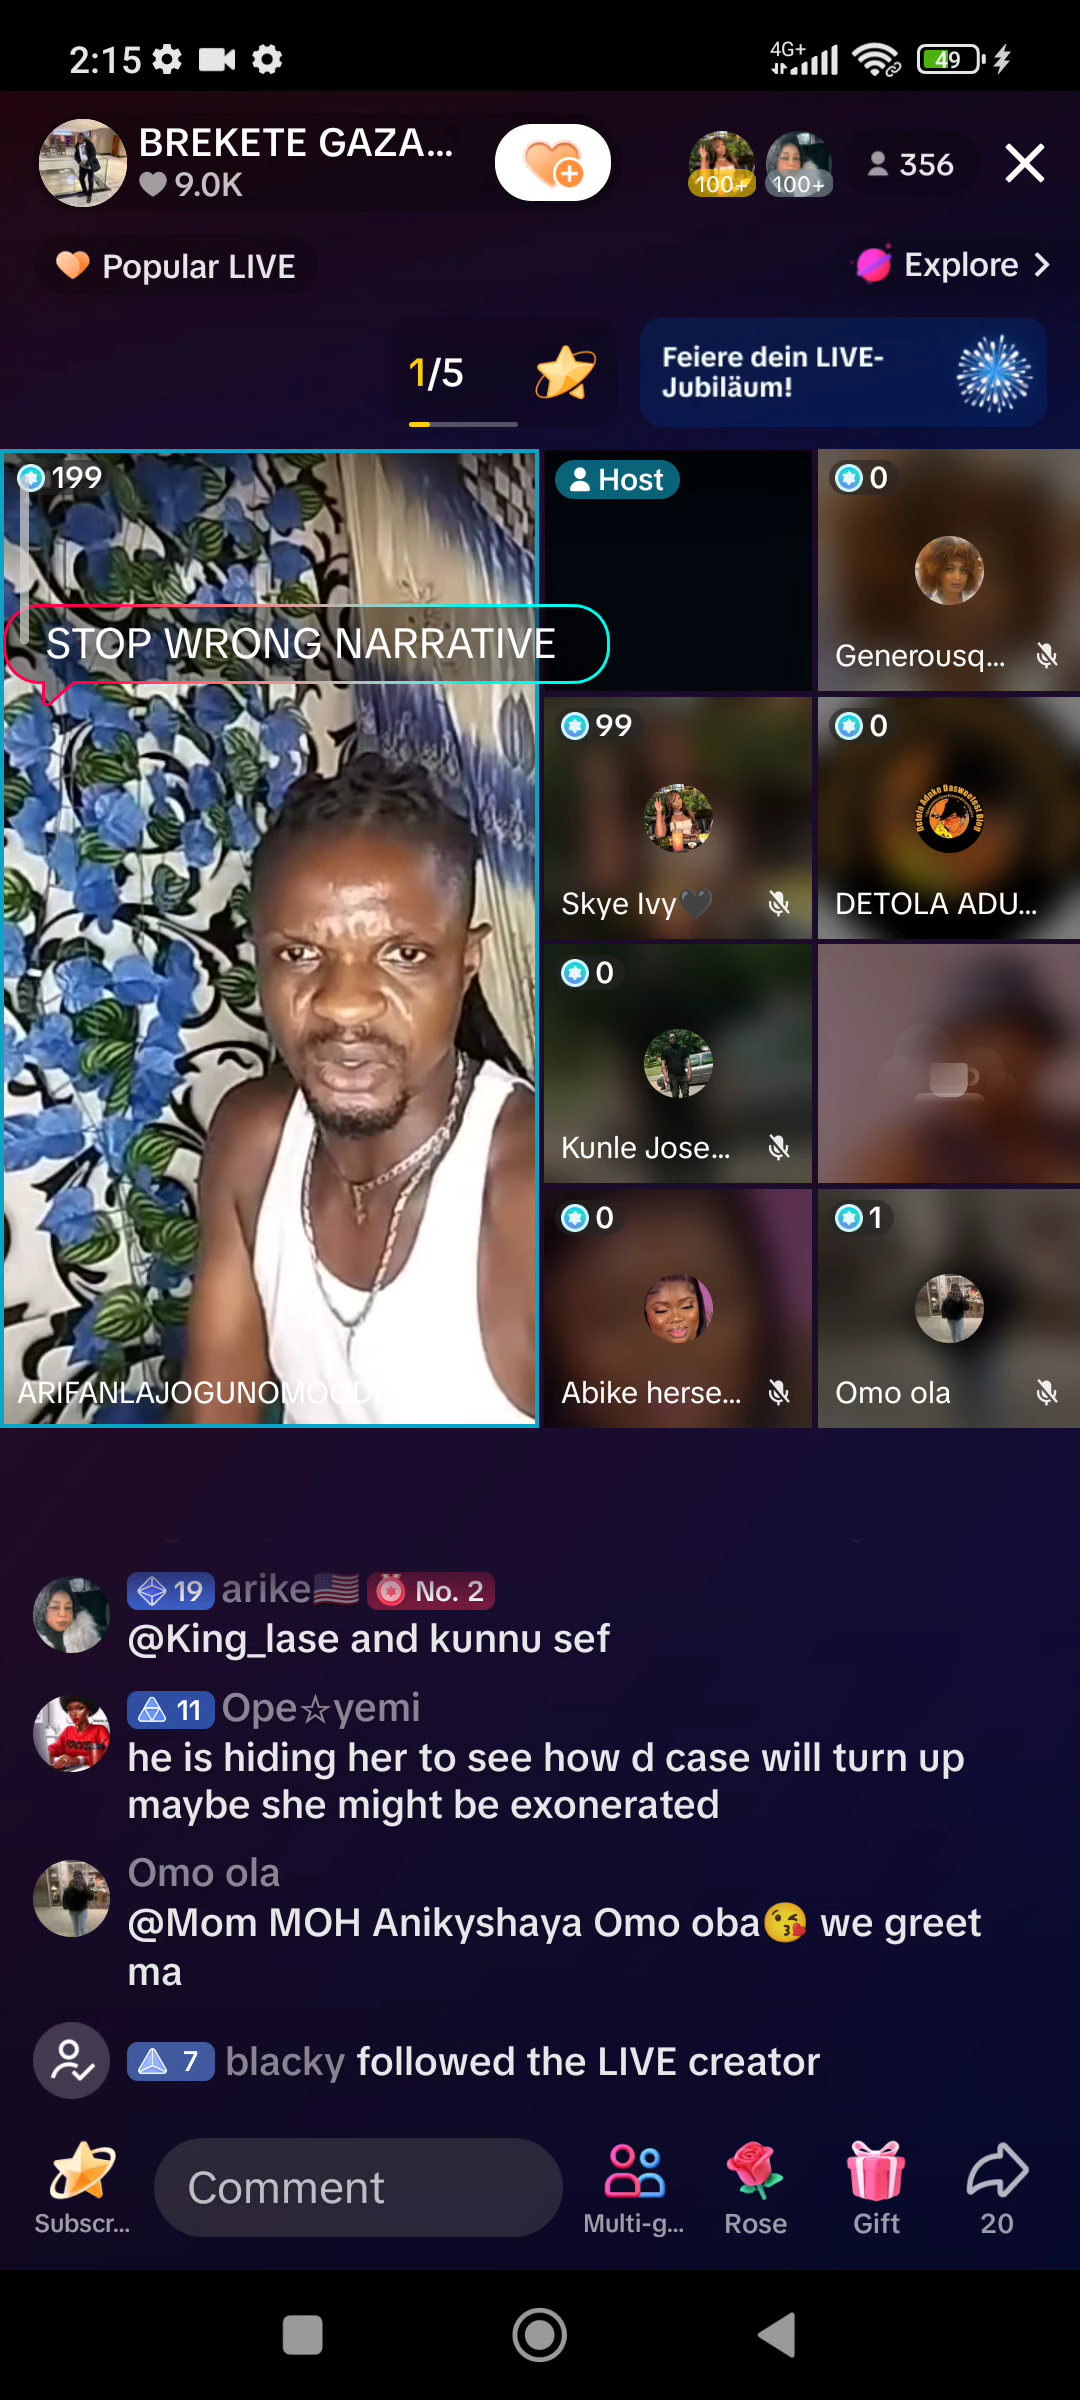 2:15
4G+
49
BREKETE GAZA...
9.0K
100+
100+
356
Popular LIVE
Explore
1/5
Feiere dein LIVE-
Jubiläum!
199
Host
0
STOP WRONG NARRATIVE
Generousq...
99
0
Detola Aduke Dasweetest Blog
Skye Ivy🖤
DETOLA ADU...
0
Kunle Jose...
0
1
ARIFANLAJOGUNOMO
Abike herse...
Omo ola
19 arike🇺🇸 No. 2
@King_lase and kunnu sef
11 Ope☆yemi
he is hiding her to see how d case will turn up
maybe she might be exonerated
Omo ola
@Mom MOH Anikyshaya Omo oba😘 we greet
ma
7 blacky followed the LIVE creator
Subscr...
Comment
Multi-g...
Rose
Gift
20